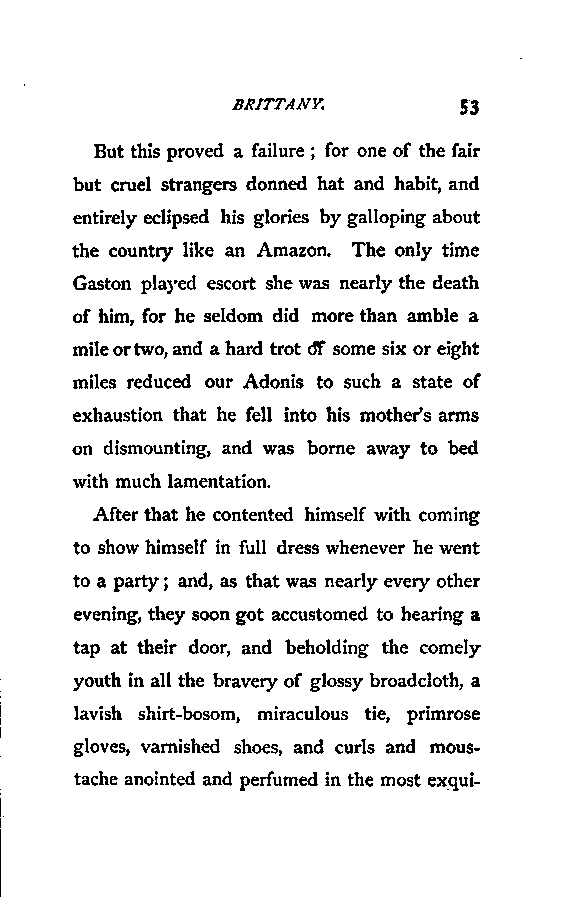 BRITTANY. 53
But this proved a failure ; for one of the fair
but cruel strangers donned hat and habit, and
entirely eclipsed his glories by galloping about
the country like an Amazon. The only time
Gaston played escort she was nearly the death
of him, for he seldom did more than amble a
mile or two, and a hard trot of some six or eight
miles reduced our Adonis to such a state of
exhaustion that he fell into his mother's arms
on dismounting, and was borne away to bed
with much lamentation.
After that he contented himself with coming
to show himself in full dress whenever he went
to a party ; and, as that was nearly every other
evening, they soon got accustomed to hearing a
tap at their door, and beholding the comely
youth in all the bravery of glossy broadcloth, a
lavish shirt-bosom, miraculous tie, primrose
gloves, varnished shoes, and curls and mous-
tache anointed and perfumed in the most exqui-